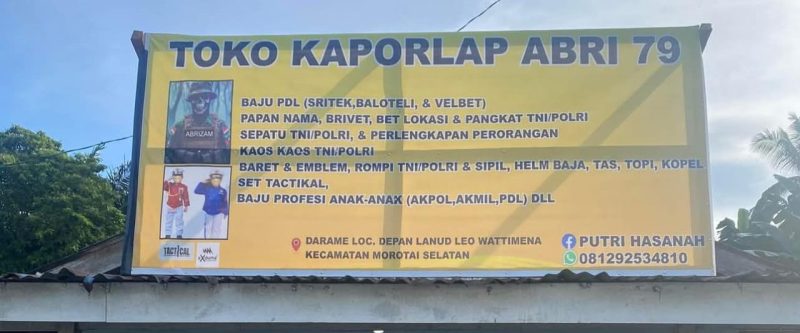 TOKO KAPORLAP ABRI 79
BAJU PDL (SRITEK,BALOTELI, & VELBET)
PAPAN NAMA, BRIVET, BET LOKASI & PANGKAT TNI/POLRI
SEPATU TNI/POLRI, & PERLENGKAPAN PERORANGAN
KAOS KAOS TNI/POLRI
BARET & EMBLEM, ROMPI TNI/POLRI & SIPIL, HELM BAJA, TAS, TOPI, KOPEL
SET TACTIKAL,
BAJU PROFESI ANAK-ANAK (AKPOL,AKMIL,PDL) DLL
ABRIZAM
TACTICAL
DARAME LOC. DEPAN LANUD LEO WATTIMENA
KECAMATAN MOROTAI SELATAN
PUTRI HASANAH
081292534810